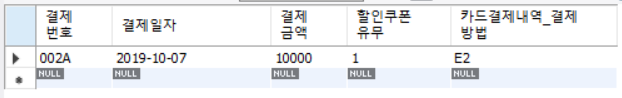 결제
번호
결제일자
결제
금액
할인쿠폰
유무
카드결제내역_결제
방법
002A 2019-10-07 10000 1 E2
NULL NULL NULL NULL NULL